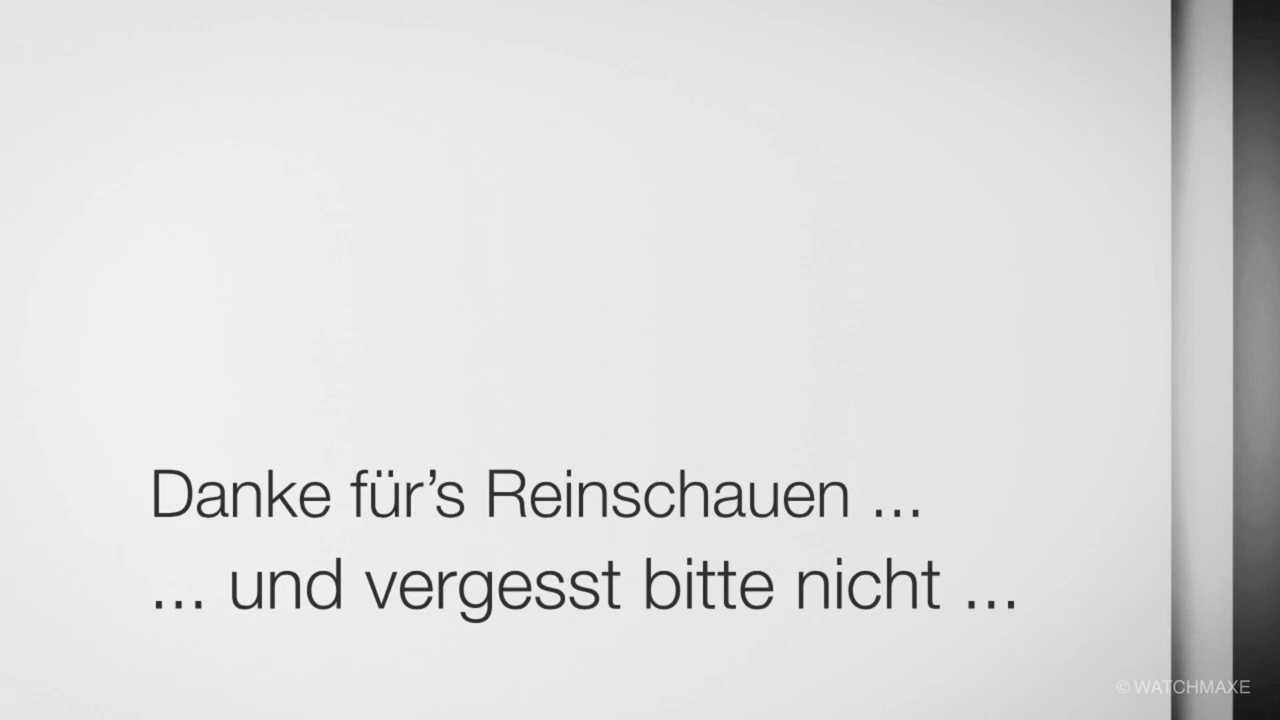 Danke für’s Reinschauen ...
... und vergesst bitte nicht ...
© WATCHMAXE